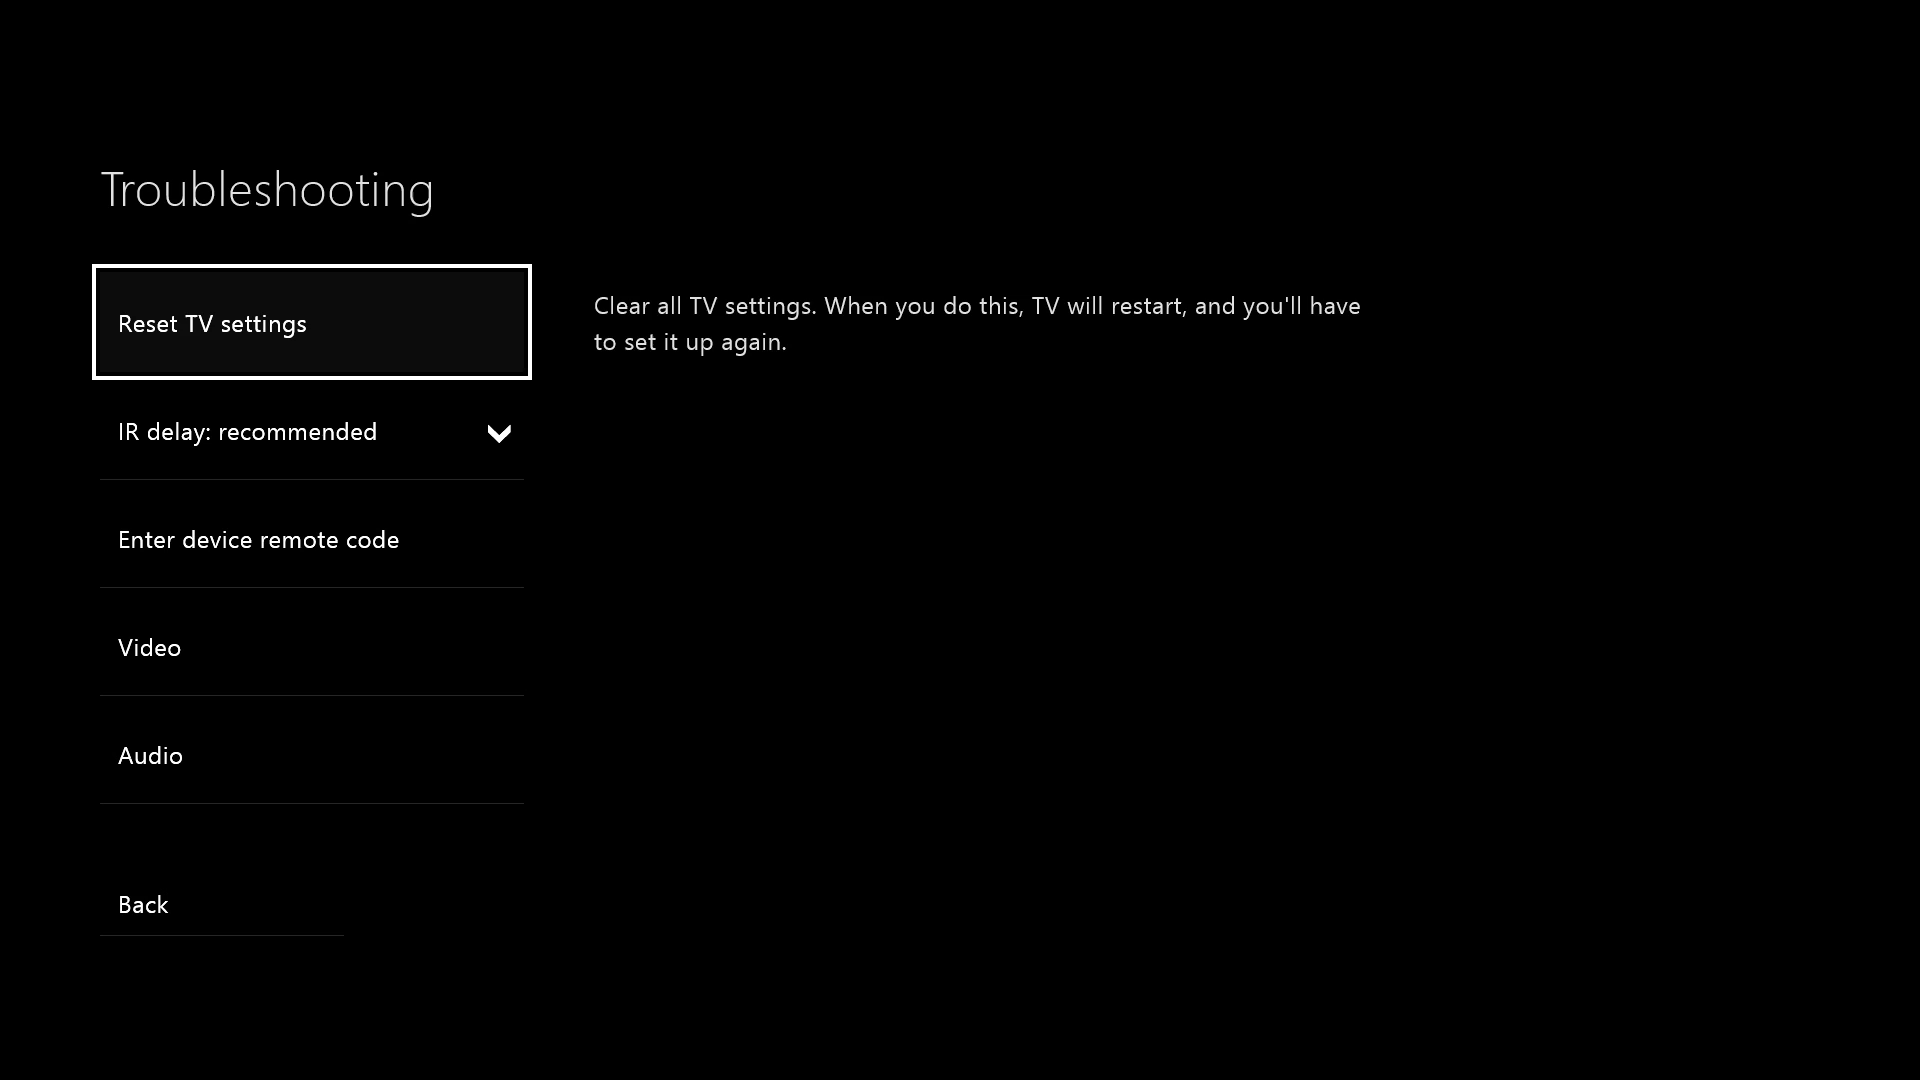 Troubleshooting
Reset TV settings
Clear all TV settings. When you do this, TV will restart, and you'll have
to set it up again.
IR delay: recommended
Enter device remote code
Video
Audio
Back